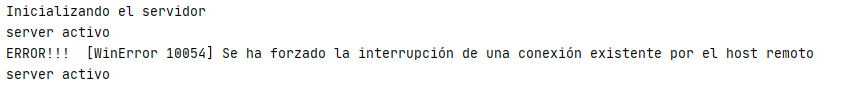 Inicializando el servidor
server activo
ERROR!!!  [WinError 10054] Se ha forzado la interrupción de una conexión existente por el host remoto
server activo